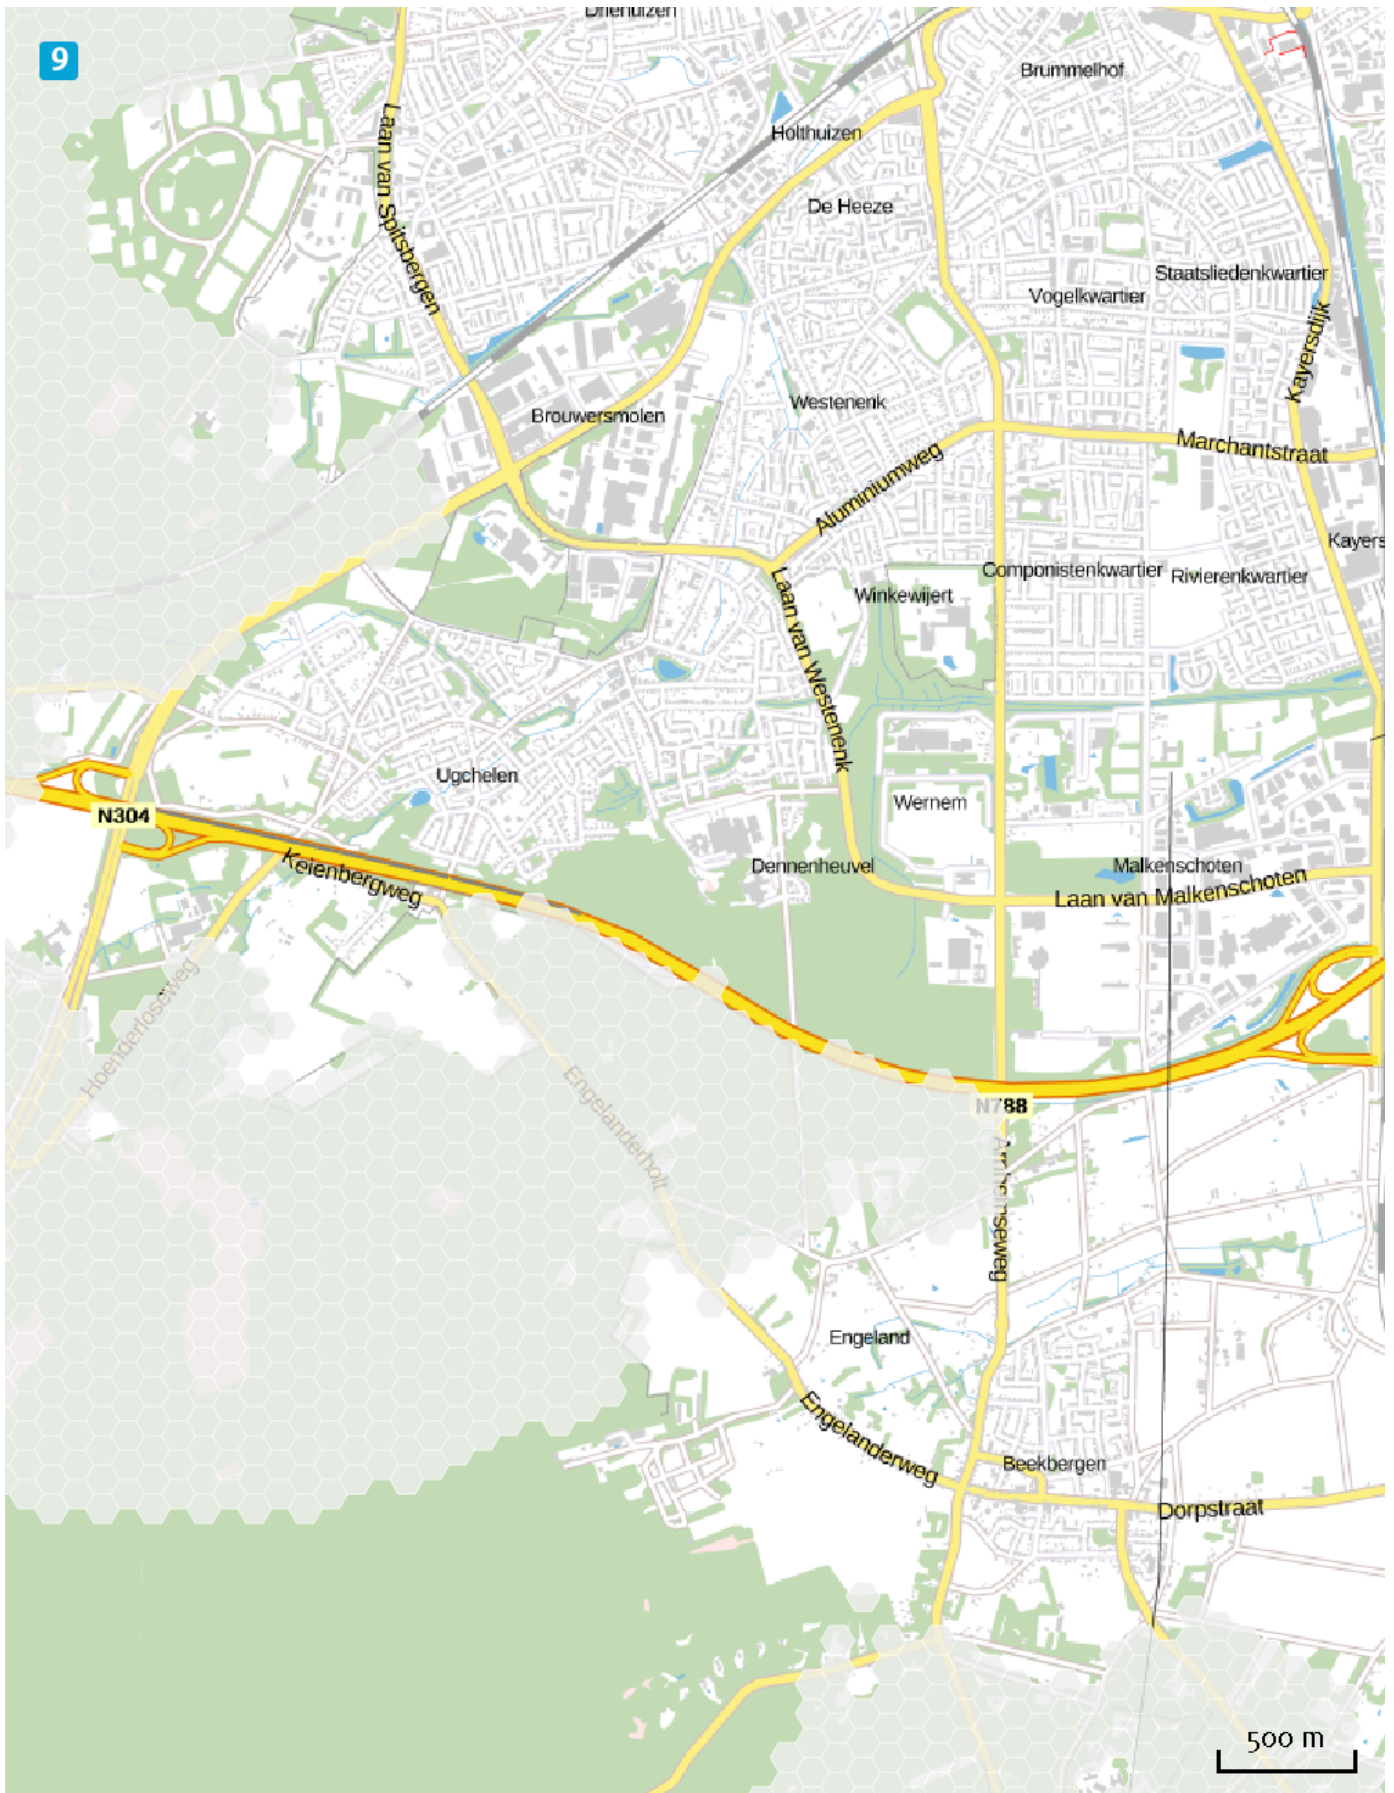 Driehuizen
9
Brummelhof
Laan van Spitsbergen
Holthuizen
De Heeze
Staatsliedenkwartier
Vogelkwartier
Kayersdijk
Westenenk
Brouwersmolen
Marchantstraat
Aluminiumweg
Kayers
Componistenkwartier
Rivierenkwartier
Winkewijert
Laan van Westenenk
Ugchelen
Wernem
N304
Keienbergweg
Dennenheuvel
Malkenschoten
Laan van Malkenschoten
Hoenderloseweg
Engelanderholt
N788
Arnhemseweg
Engeland
Engelanderweg
Beekbergen
Dorpstraat
500 m